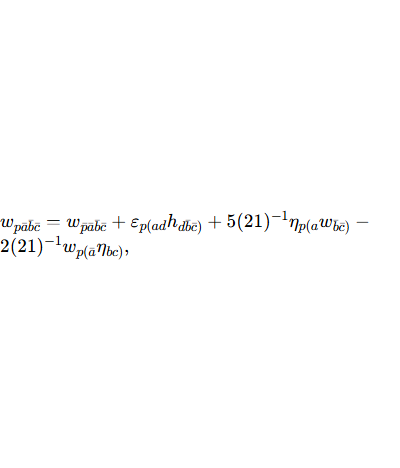 $w_{p\bar{a}\bar{b}\bar{c}} = w_{\bar{p}\bar{a}\bar{b}\bar{c}} + \varepsilon_{p(ad} h_{d\bar{b}\bar{c})} + 5(21)^{-1} \eta_{p(a} w_{\bar{b}\bar{c})} -$
$2(21)^{-1} w_{p(\bar{a}} \eta_{bc)},$